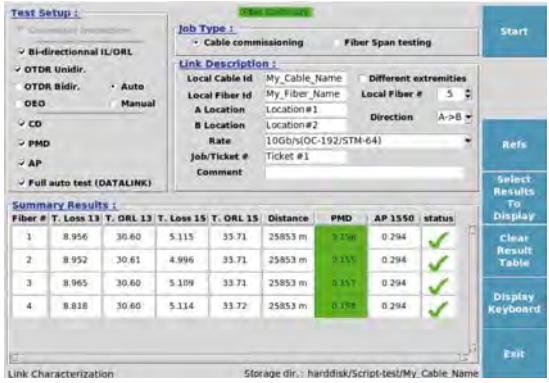 Test Setup :
Bi-directionnal IL/ORL
OTDR Unidir.
OTDR Bidir.
Auto
OEO
Manual
CD
PMD
AP
Full auto test (DATALINK)
Job Type :
Cable commissioning
Fiber Span testing
Link Description :
Local Cable Id My_Cable_Name Different extremities
Local Fiber Id My_Fiber_Name Local Fiber # 5
A Location Location#1
Direction A->B
B Location Location#2
Rate 10Gb/s(OC-192/STM-64)
Job/Ticket # Ticket #1
Comment
Summary Results :
Fiber # T. Loss 13 T. ORL 13 T. Loss 15 T. ORL 15 Distance PMD AP 1550 status
1 8.956 30.60 5.115 33.71 25853 m 0.294
2 8.952 30.61 4.996 33.71 25853 m 0.155 0.294
3 8.965 30.60 5.109 33.71 25853 m 0.157 0.294
4 8.818 30.60 5.114 33.72 25853 m 0.158 0.294
Link Characterization
Storage dir. : harddisk/Script-test/My_Cable_Name
Start
Refs
Select
Results
To
Display
Clear
Result
Table
Display
Keyboard
Exit